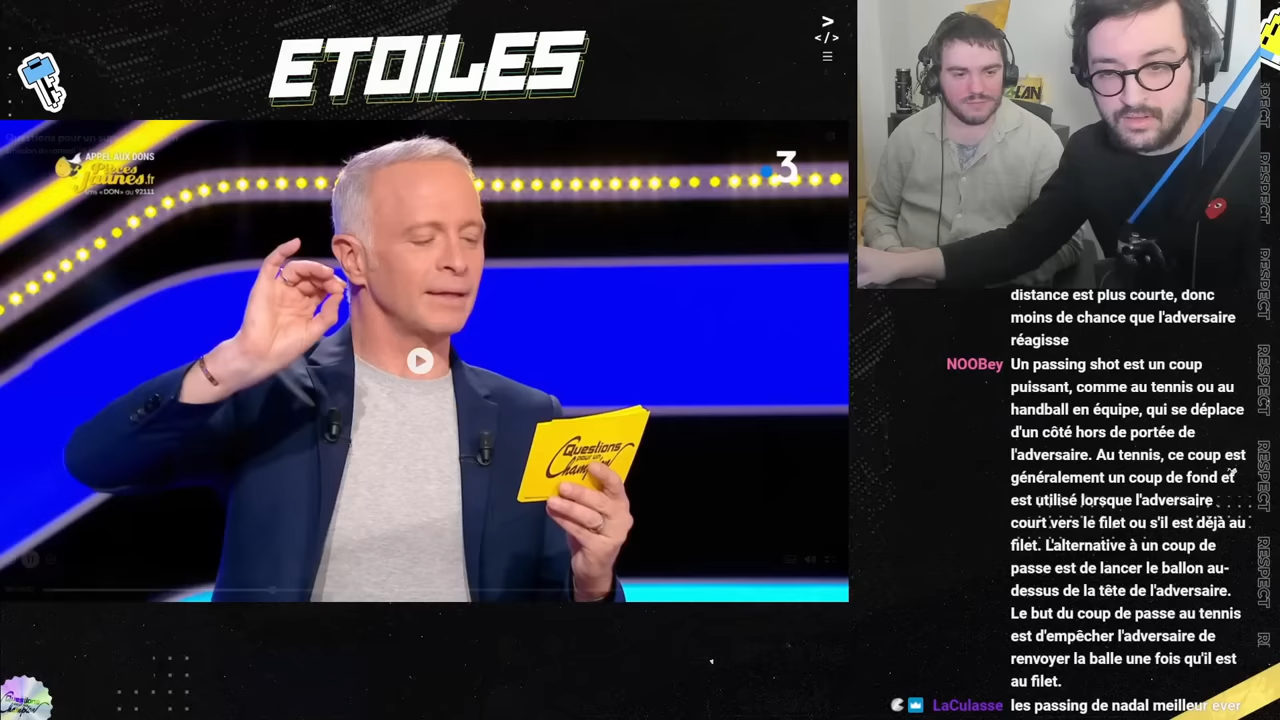 ETOILES
>
</>
APPEL AUX DONS
Pièces
Jaunes.fr
sms «DON» au 92111
3
Questions
pour un
Champion
distance est plus courte, donc
moins de chance que l'adversaire
réagisse
NOOBey Un passing shot est un coup
puissant, comme au tennis ou au
handball en équipe, qui se déplace
d'un côté hors de portée de
l'adversaire. Au tennis, ce coup est
généralement un coup de fond et
est utilisé lorsque l'adversaire
court vers le filet ou s'il est déjà au
filet. L'alternative à un coup de
passe est de lancer le ballon au-
dessus de la tête de l'adversaire.
Le but du coup de passe au tennis
est d'empêcher l'adversaire de
renvoyer la balle une fois qu'il est
au filet.
LaCulasse les passing de nadal meilleur ever
RESPECT
RESPECT
RESPECT
RESPECT
RESPECT